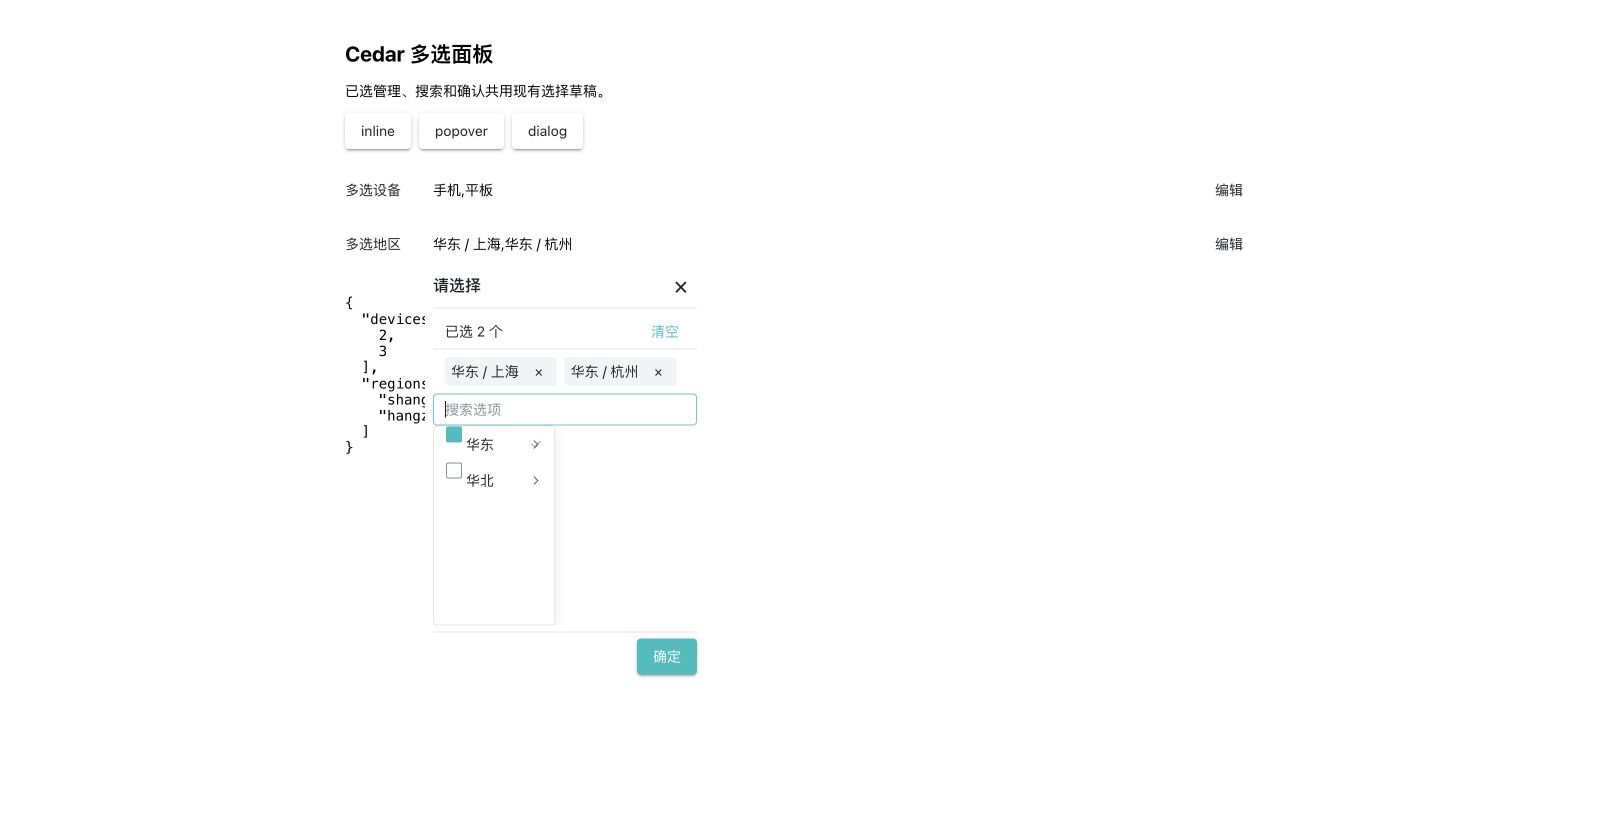 Cedar 多选面板
已选管理、搜索和确认共用现有选择草稿。
inline popover dialog
多选设备 手机,平板 编辑
多选地区 华东 / 上海,华东 / 杭州 编辑
请选择
已选 2 个 清空
华东 / 上海 × 华东 / 杭州 ×
搜索选项
华东
华北
确定
{
"devices
2,
3
],
"regions
"shang
"hangz
]
}